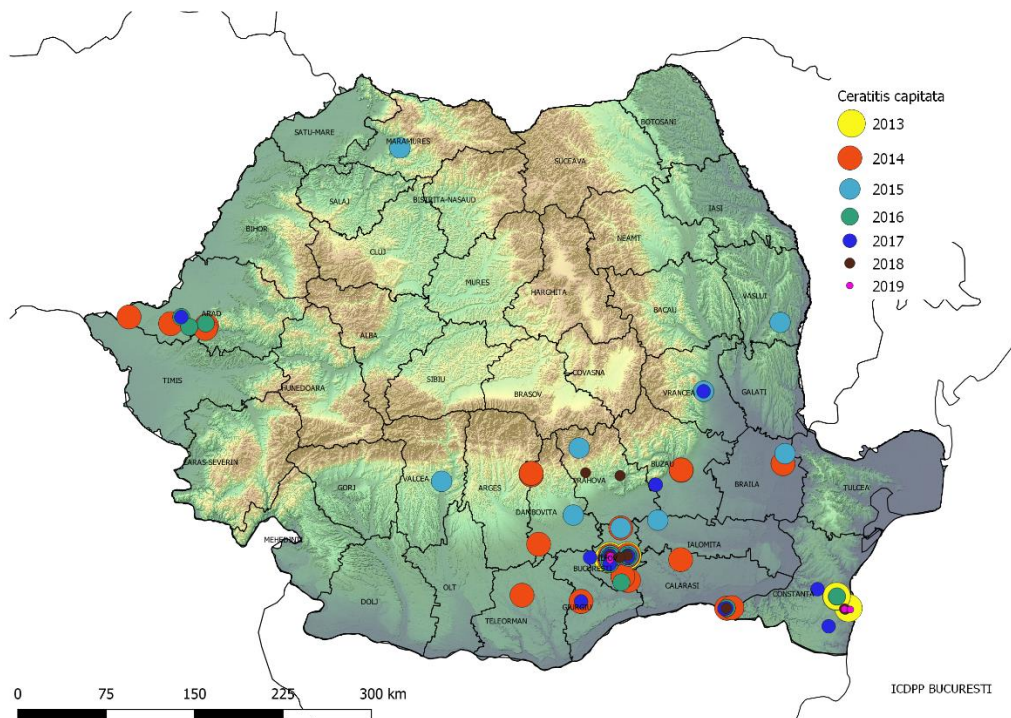 Ceratitis capitata
2013
2014
2015
2016
2017
2018
2019
BOTOSANI
SATU-MARE
MARAMURES
SUCEAVA
SALAJ
BISTRITA-NASAUD
IASI
BIHOR
NEAMT
CLUJ
MURES
HARGHITA
VASLUI
BACAU
ARAD
ALBA
COVASNA
TIMIS
SIBIU
HUNEDOARA
BRASOV
VRANCEA
GALATI
CARAS-SEVERIN
GORJ
VALCEA
ARGES
PRAHOVA
BUZAU
BRAILA
TULCEA
DAMBOVITA
MEHEDINTI
IALOMITA
BUCURESTI
OLT
CALARASI
CONSTANTA
DOLJ
GIURGIU
TELEORMAN
ICDPP BUCURESTI
0 75 150 225 300 km